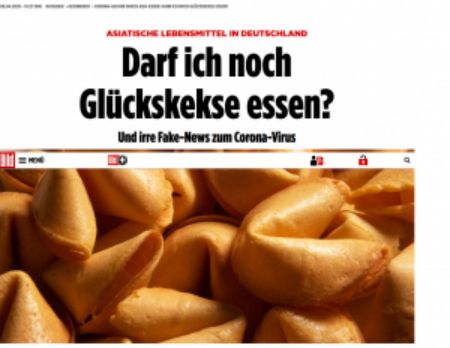 ASIATISCHE LEBENSMITTEL IN DEUTSCHLAND
Darf ich noch
Glückskekse essen?
Und irre Fake-News zum Corona-Virus
Bild
MENÜ
Bild